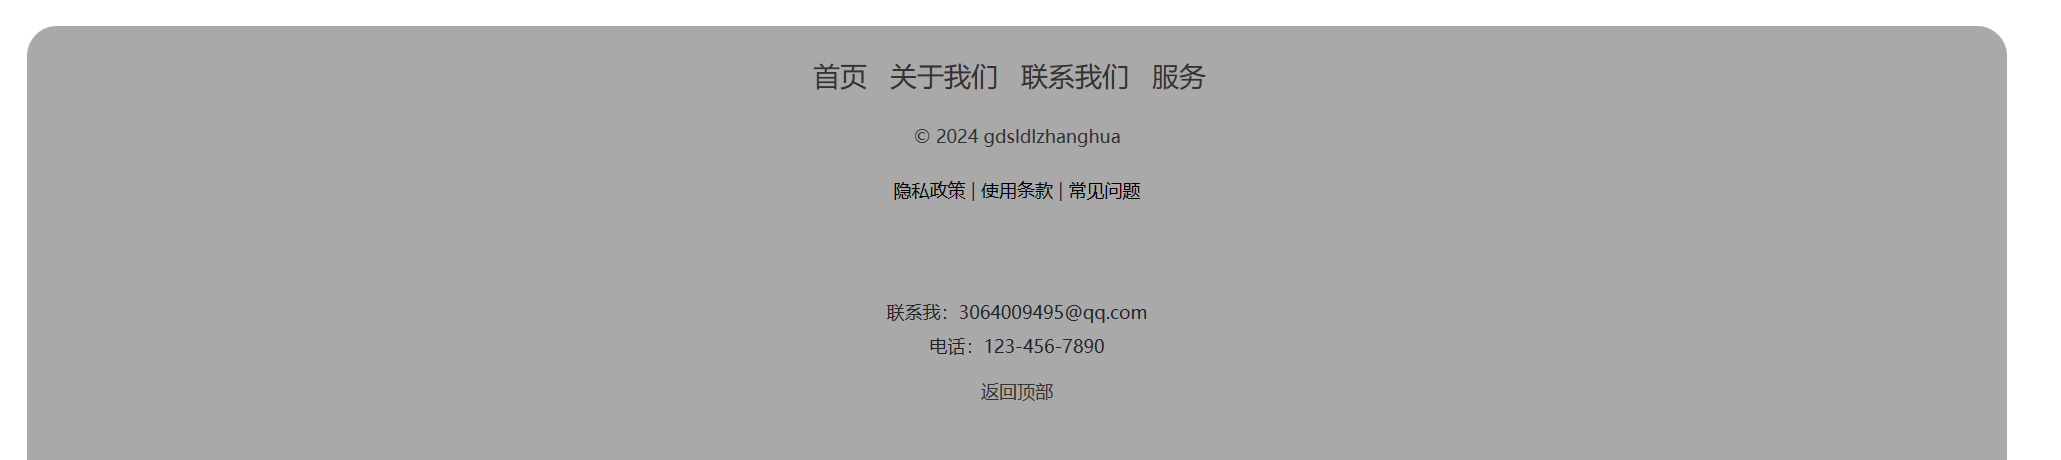 首页 关于我们 联系我们 服务
© 2024 gdsldlzhanghua
隐私政策 | 使用条款 | 常见问题
联系我：3064009495@qq.com
电话：123-456-7890
返回顶部